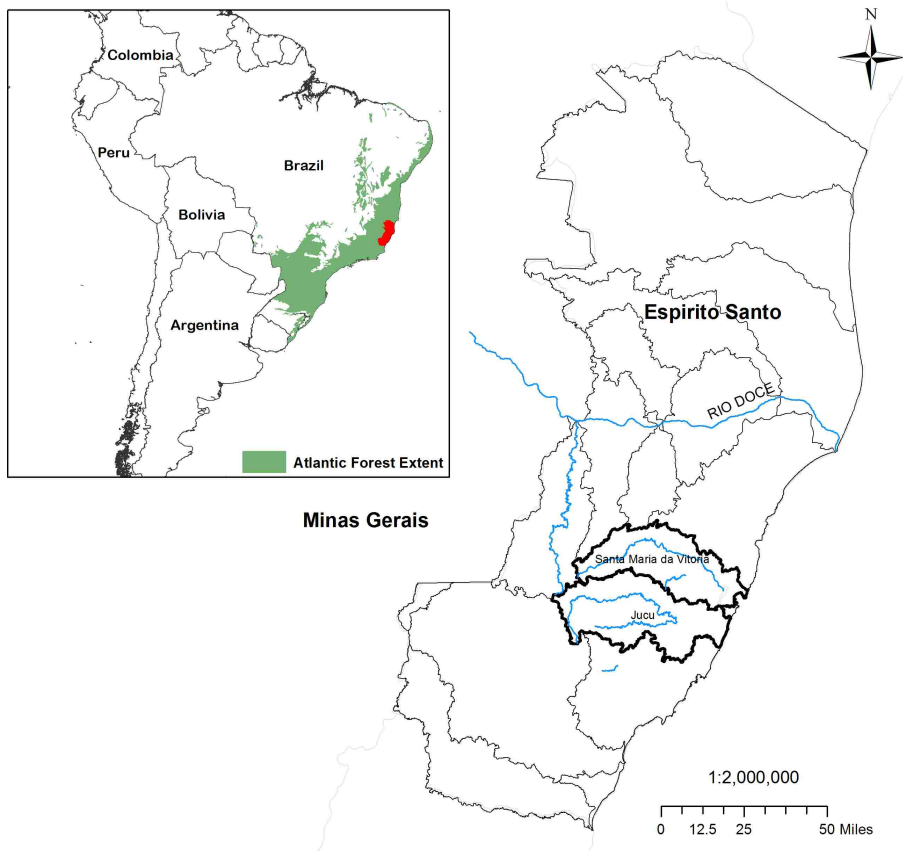 Colombia
Peru
Brazil
Bolivia
Argentina
Atlantic Forest Extent
N
Espirito Santo
RIO DOCE
Minas Gerais
Santa Maria da Vitoria
Jucu
1:2,000,000
0 12.5 25 50 Miles